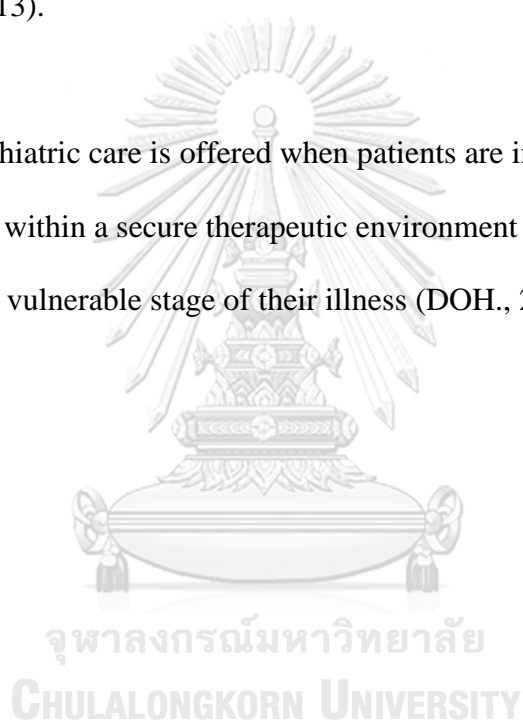 13).
hiatric care is offered when patients are in
within a secure therapeutic environment
vulnerable stage of their illness (DOH., 2
จุฬาลงกรณ์มหาวิทยาลัย
CHULALONGKORN UNIVERSITY